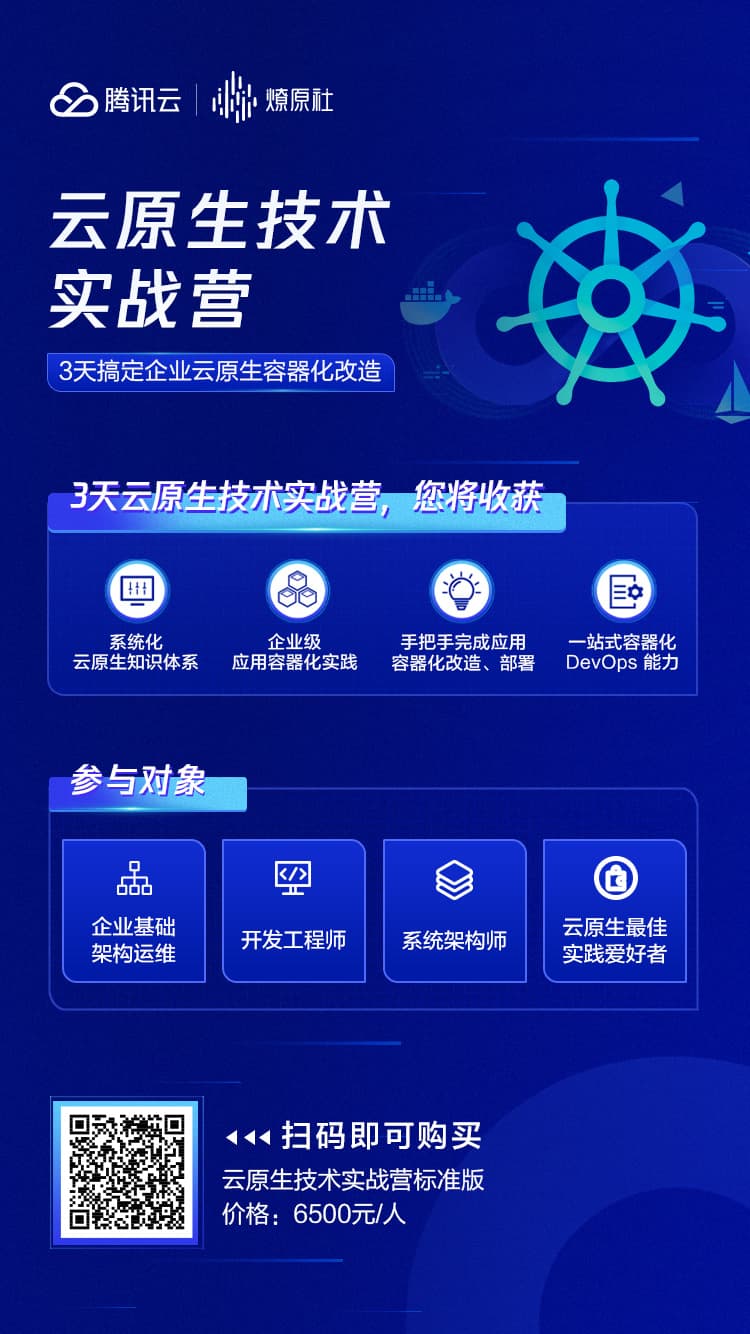 腾讯云 燎原社
云原生技术
实战营
3天搞定企业云原生容器化改造
3天云原生技术实战营，您将收获
系统化
云原生知识体系
企业级
应用容器化实践
手把手完成应用
容器化改造、部署
一站式容器化
DevOps 能力
参与对象
企业基础
架构运维
开发工程师
系统架构师
云原生最佳
实践爱好者
扫码即可购买
云原生技术实战营标准版
价格：6500元/人